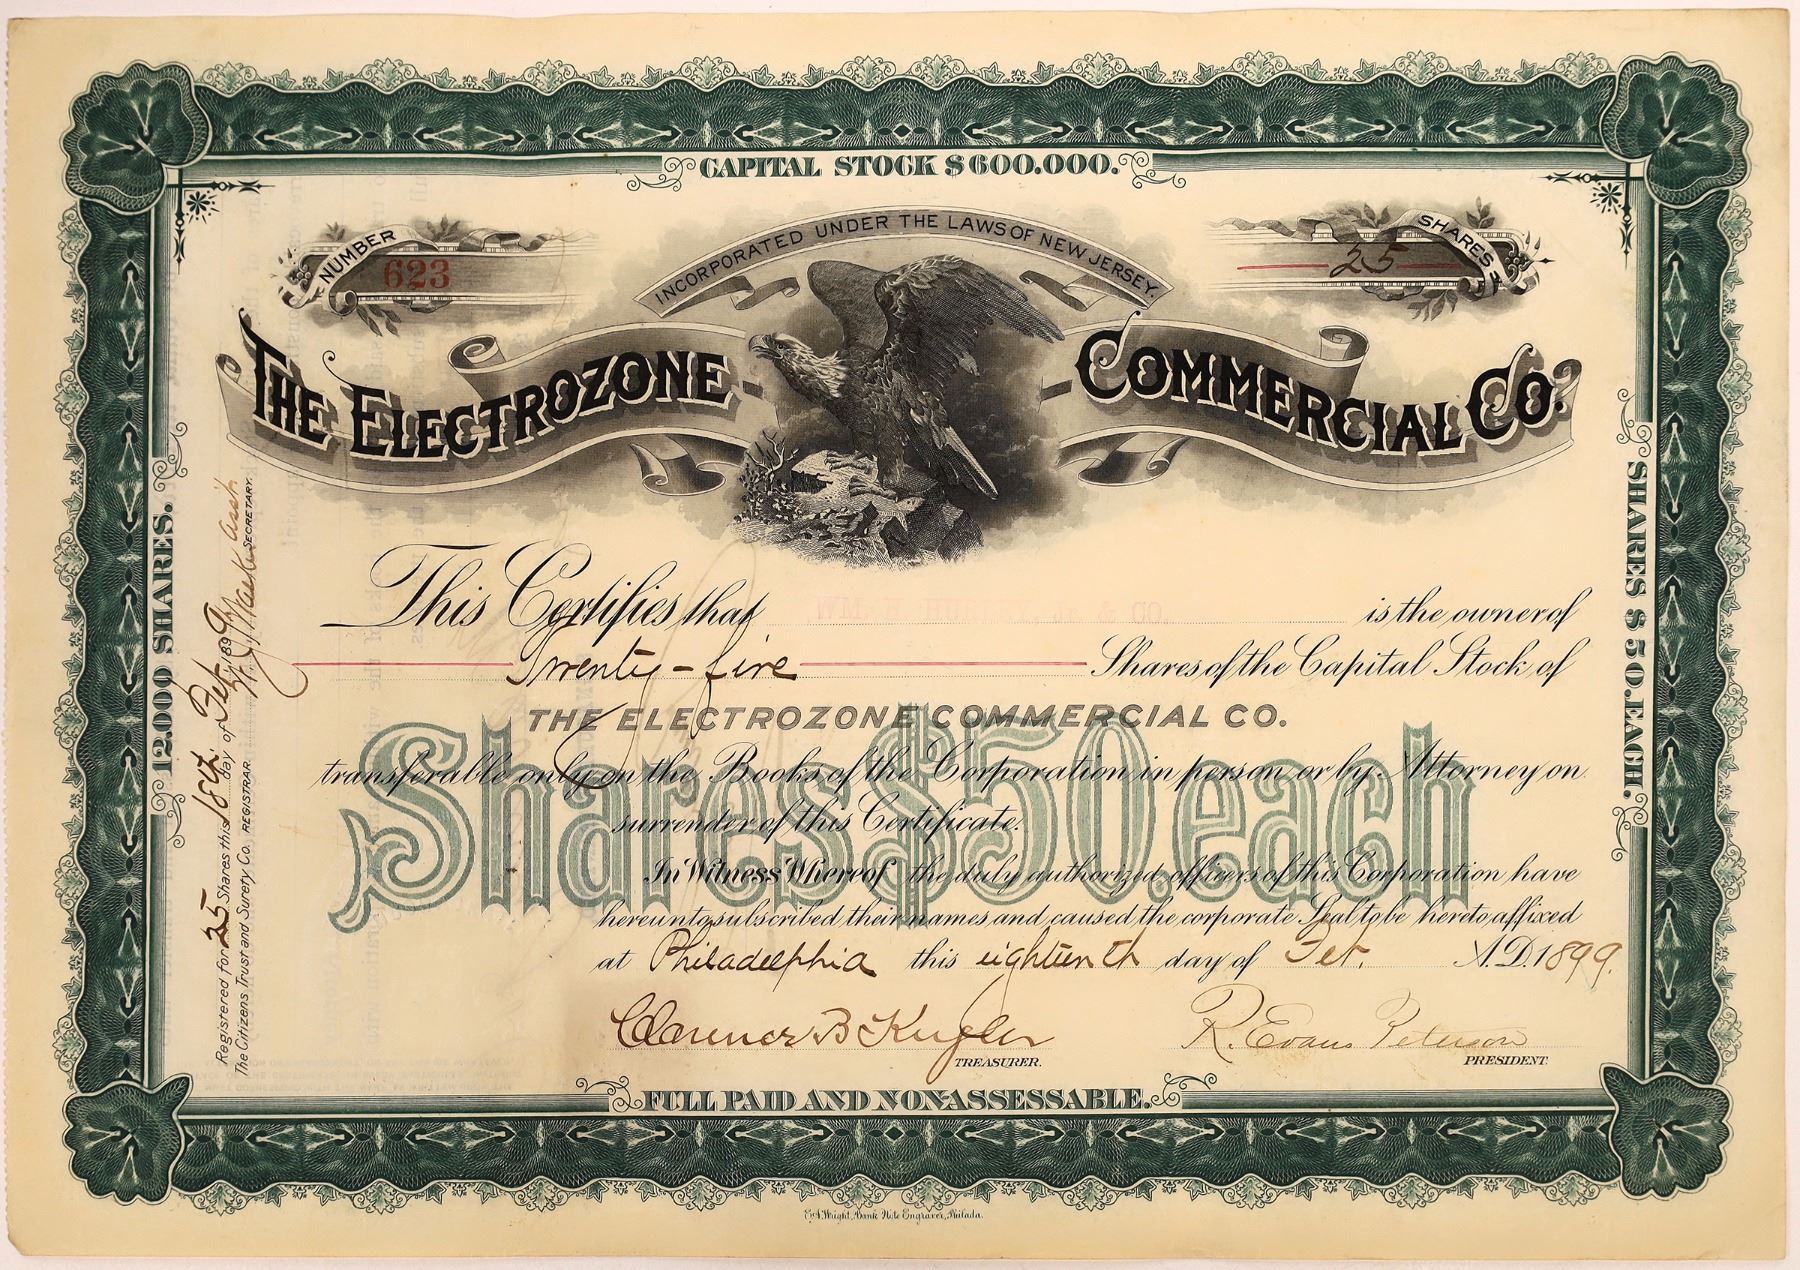 CAPITAL STOCK $600.000.
NUMBER
623
INCORPORATED UNDER THE LAWS OF NEW JERSEY.
SHARES
25
THE ELECTROZONE COMMERCIAL CO.
This Certifies that is the owner of
Twenty-five Shares of the Capital Stock of
THE ELECTROZONE COMMERCIAL CO.
Shares $50. each
transferable only on the Books of the Corporation in person or by Attorney on
surrender of this Certificate.
In Witness Whereof the duly authorized officers of this Corporation have
hereunto subscribed their names and caused the corporate Seal to be hereto affixed
at Philadelphia this eighteenth day of Feb. A.D. 1899.
Clarence B Kugler
TREASURER.
R. Evans Peterson
PRESIDENT.
FULL PAID AND NON-ASSESSABLE.
12.000 SHARES.
Registered for 25 Shares this 18th day of Feb, 1899
The Citizens Trust and Surety Co. REGISTRAR.
SECRETARY.
SHARES $50. EACH.
E.A. Wright, Bank Note Engraver, Philada.